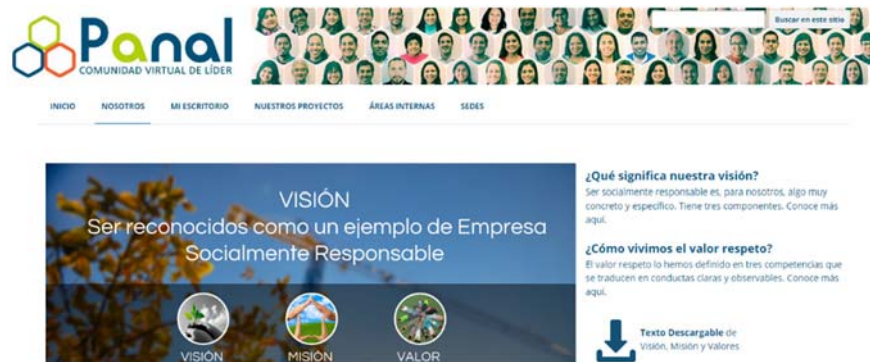 Panal
COMUNIDAD VIRTUAL DE LÍDER
Buscar en este sitio
INICIO NOSOTROS MI ESCRITORIO NUESTROS PROYECTOS ÁREAS INTERNAS SEDES
VISIÓN
Ser reconocidos como un ejemplo de Empresa
Socialmente Responsable
VISIÓN MISIÓN VALOR
¿Qué significa nuestra visión?
Ser socialmente responsable es, para nosotros, algo muy
concreto y específico. Tiene tres componentes. Conoce más
aquí.
¿Cómo vivimos el valor respeto?
El valor respeto lo hemos definido en tres competencias que
se traducen en conductas claras y observables. Conoce más
aquí.
Texto Descargable de
Visión, Misión y Valores